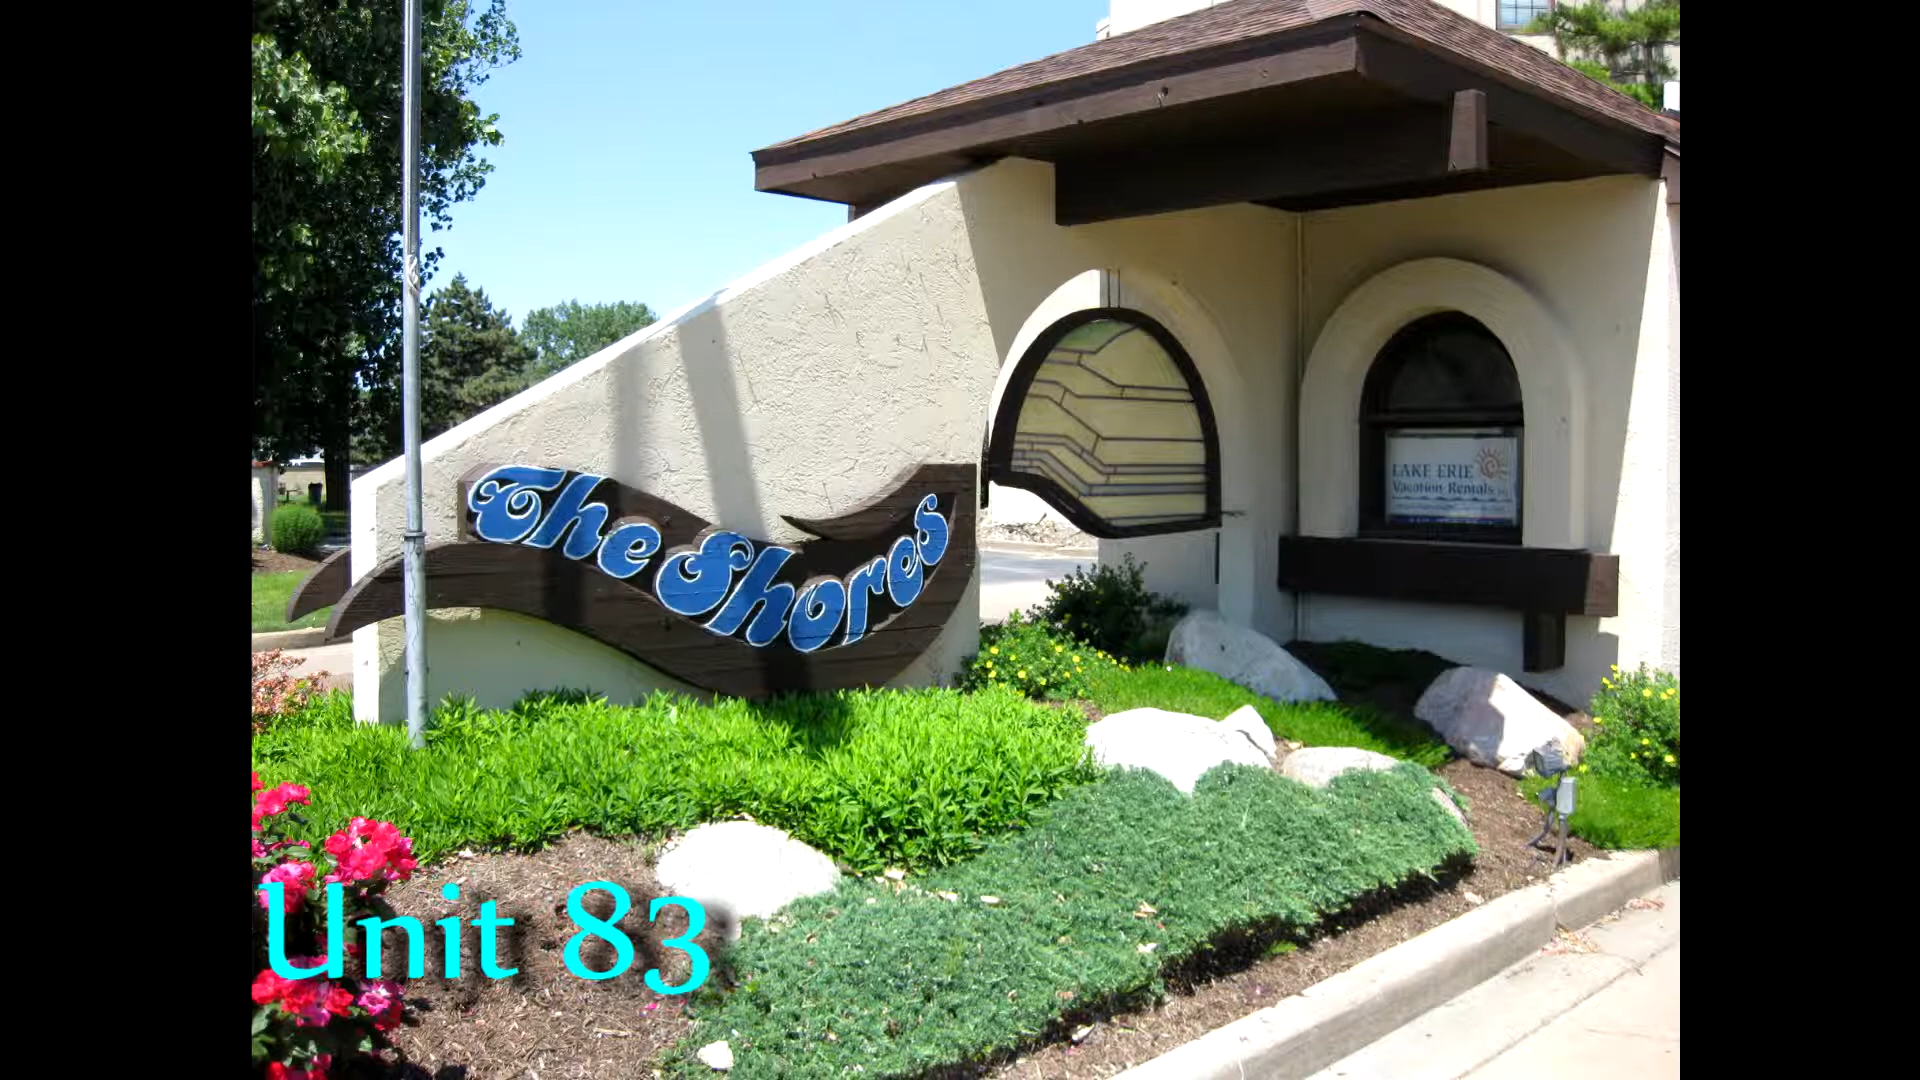 The Shores
LAKE ERIE
Vacation Rentals
Unit 83